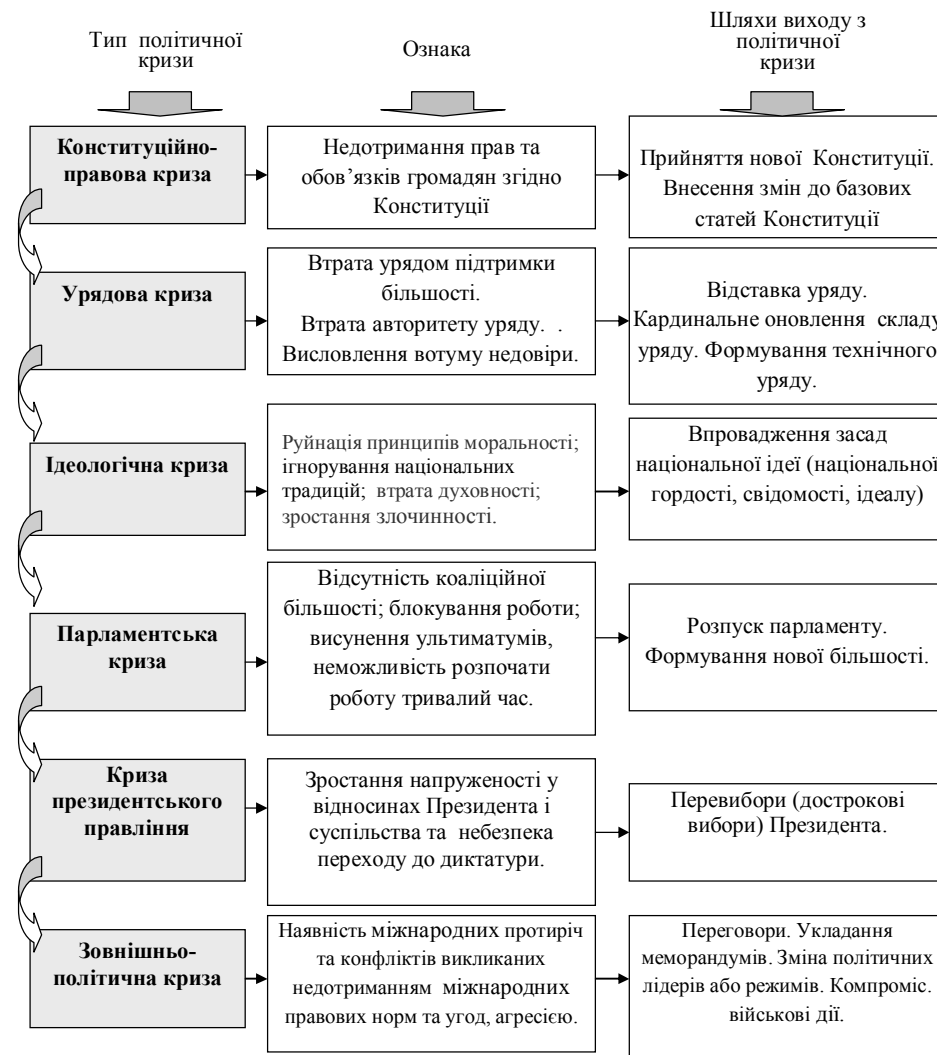 Тип політичної
кризи
Ознака
Шляхи виходу з
політичної
кризи
Конституційно-
правова криза
Недотримання прав та
обов’язків громадян згідно
Конституції
Прийняття нової Конституції.
Внесення змін до базових
статей Конституції
Урядова криза
Втрата урядом підтримки
більшості.
Втрата авторитету уряду. .
Висловлення вотуму недовіри.
Відставка уряду.
Кардинальне оновлення складу
уряду. Формування технічного
уряду.
Ідеологічна криза
Руйнація принципів моральності;
ігнорування національних
традицій; втрата духовності;
зростання злочинності.
Впровадження засад
національної ідеї (національної
гордості, свідомості, ідеалу)
Парламентська
криза
Відсутність коаліційної
більшості; блокування роботи;
висунення ультиматумів,
неможливість розпочати
роботу тривалий час.
Розпуск парламенту.
Формування нової більшості.
Криза
президентського
правління
Зростання напруженості у
відносинах Президента і
суспільства та небезпека
переходу до диктатури.
Перевибори (дострокові
вибори) Президента.
Зовнішньо-
політична криза
Наявність міжнародних протиріч
та конфліктів викликаних
недотриманням міжнародних
правових норм та угод, агресією.
Переговори. Укладання
меморандумів. Зміна політичних
лідерів або режимів. Компроміс.
військові дії.